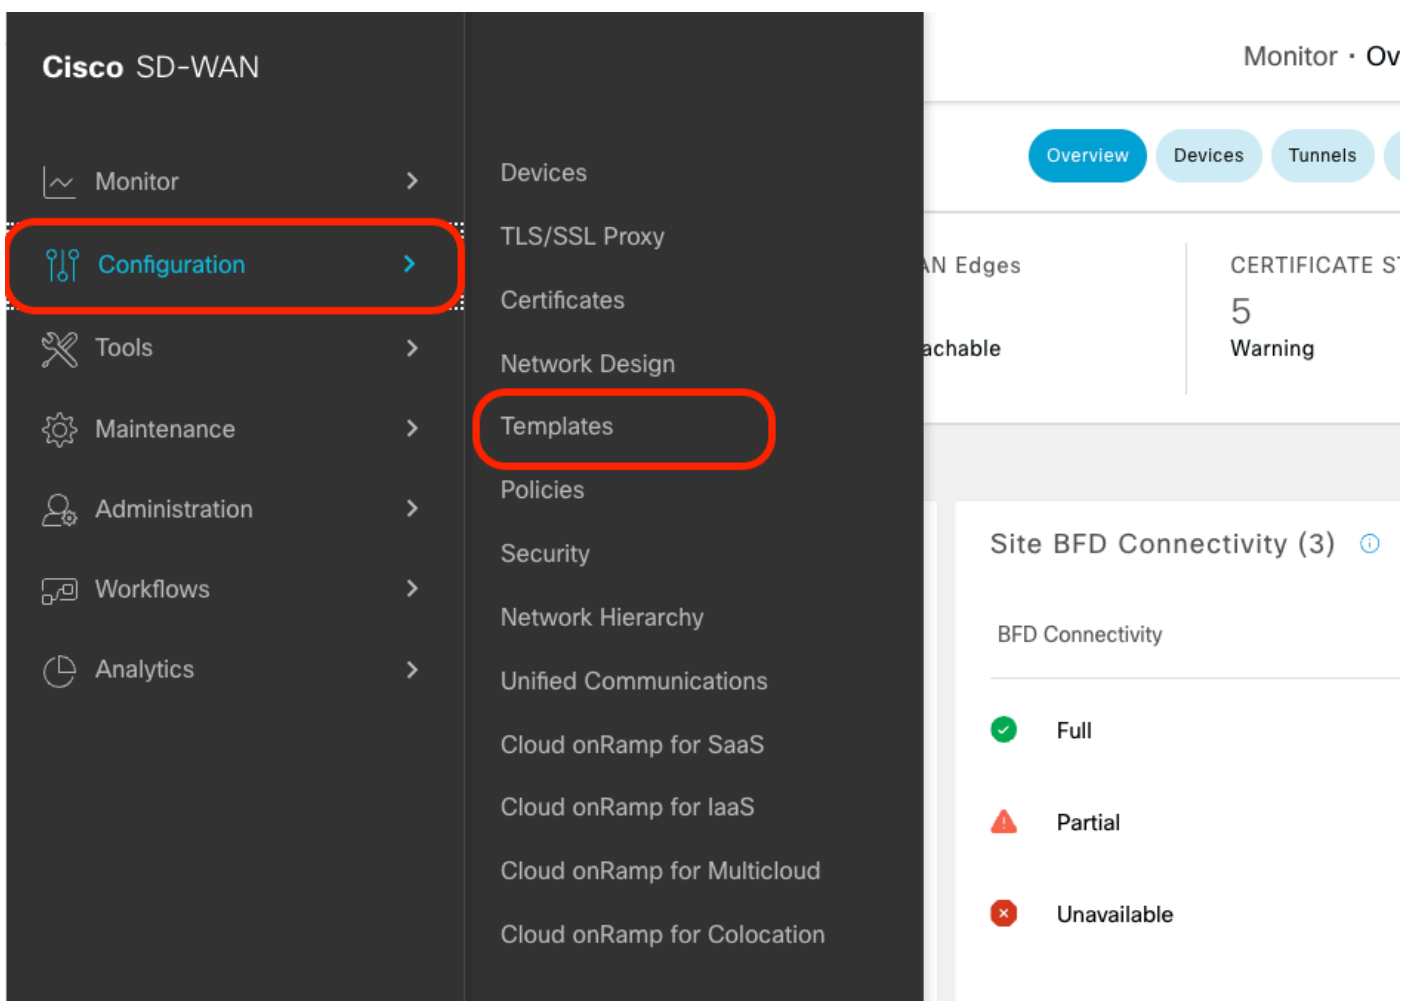 Cisco SD-WAN
Monitor
Configuration
Tools
Maintenance
Administration
Workflows
Analytics
Devices
TLS/SSL Proxy
Certificates
Network Design
Templates
Policies
Security
Network Hierarchy
Unified Communications
Cloud onRamp for SaaS
Cloud onRamp for IaaS
Cloud onRamp for Multicloud
Cloud onRamp for Colocation
Monitor · Ov
Overview Devices Tunnels
AN Edges
achable
CERTIFICATE ST
5
Warning
Site BFD Connectivity (3)
BFD Connectivity
Full
Partial
Unavailable